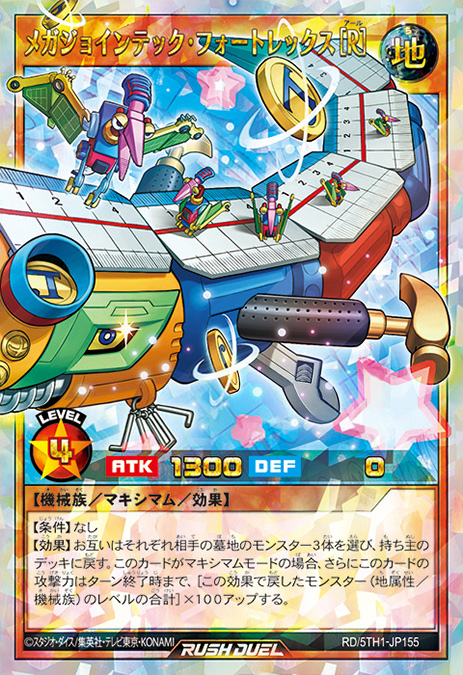 メガジョインテック・フォートレックス[R]
アール
地
LEVEL
4
ATK 1300 DEF 0
【機械族／マキシマム／効果】
【条件】なし
【効果】お互いはそれぞれ相手の墓地のモンスター3体を選び、持ち主の
デッキに戻す。このカードがマキシマムモードの場合、さらにこのカードの
攻撃力はターン終了時まで、[この効果で戻したモンスター（地属性／
機械族）のレベルの合計]×100アップする。
©スタジオ・ダイス/集英社・テレビ東京・KONAMI
RUSH DUEL
RD/5TH1-JP155